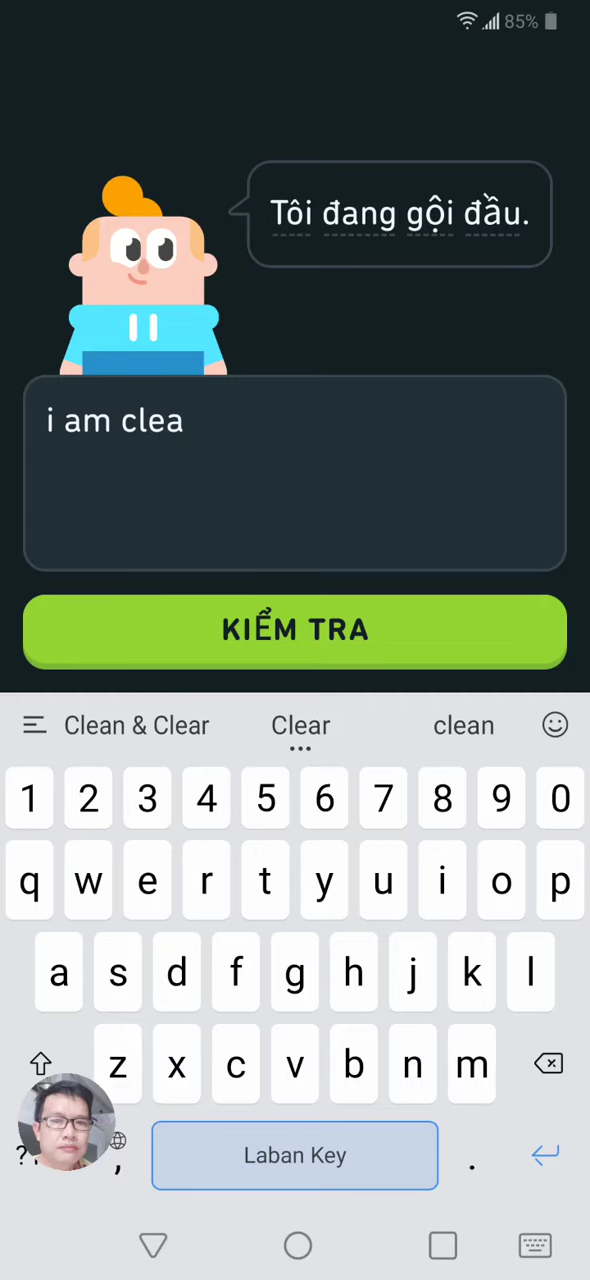 85%
Tôi đang gội đầu.
i am clea
KIỂM TRA
Clean & Clear Clear clean
1 2 3 4 5 6 7 8 9 0
q w e r t y u i o p
a s d f g h j k l
z x c v b n m
, Laban Key .